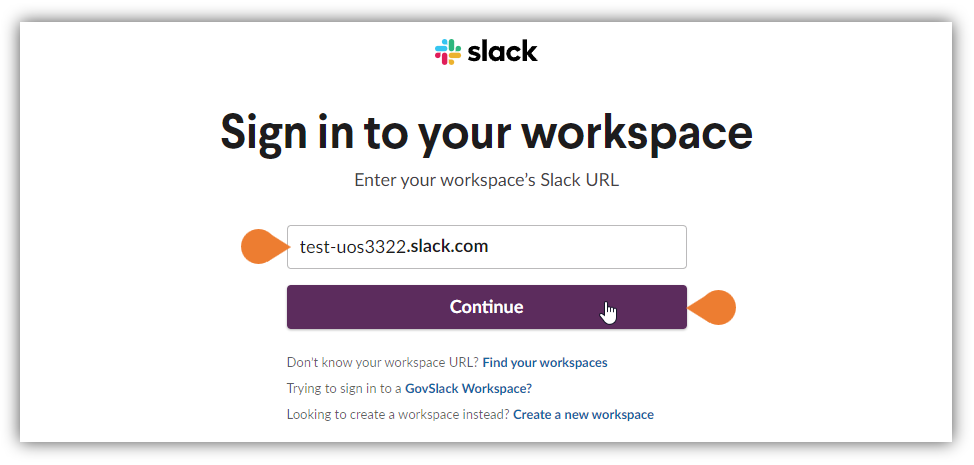 slack
Sign in to your workspace
Enter your workspace’s Slack URL
test-uos3322.slack.com
Continue
Don't know your workspace URL? Find your workspaces
Trying to sign in to a GovSlack Workspace?
Looking to create a workspace instead? Create a new workspace